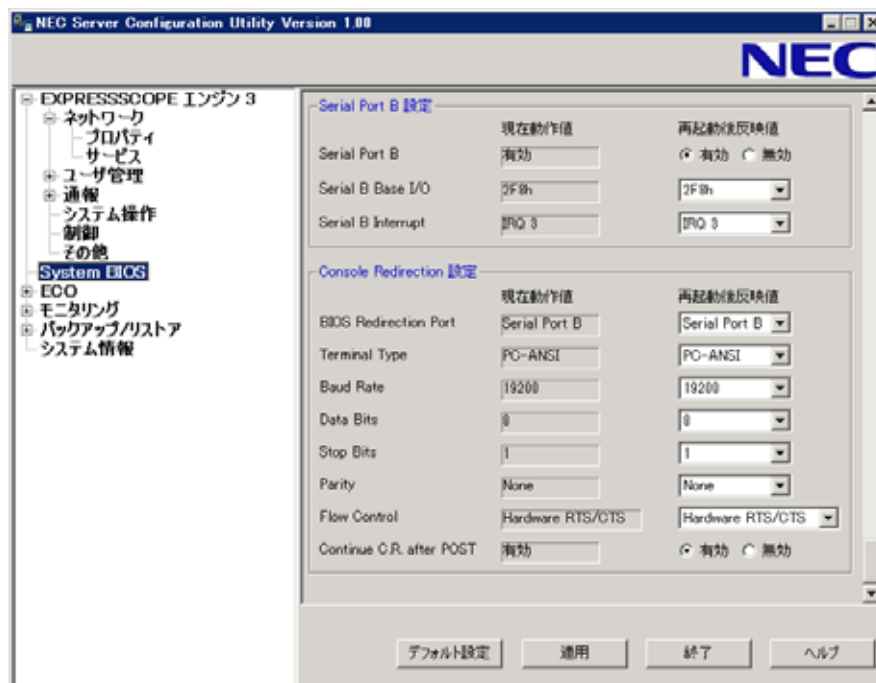 NEC Server Configuration Utility Version 1.00
NEC
EXPRESSSCOPE エンジン 3
ネットワーク
プロパティ
サービス
ユーザ管理
通報
システム操作
制御
その他
System BIOS
ECO
モニタリング
バックアップ/リストア
システム情報
Serial Port B 設定
現在動作値 再起動後反映値
Serial Port B 有効 有効 無効
Serial B Base I/O 2F8h 2F8h
Serial B Interrupt IRQ 3 IRQ 3
Console Redirection 設定
現在動作値 再起動後反映値
BIOS Redirection Port Serial Port B Serial Port B
Terminal Type PC-ANSI PC-ANSI
Baud Rate 19200 19200
Data Bits 8 8
Stop Bits 1 1
Parity None None
Flow Control Hardware RTS/CTS Hardware RTS/CTS
Continue C.R. after POST 有効 有効 無効
デフォルト設定 適用 終了 ヘルプ